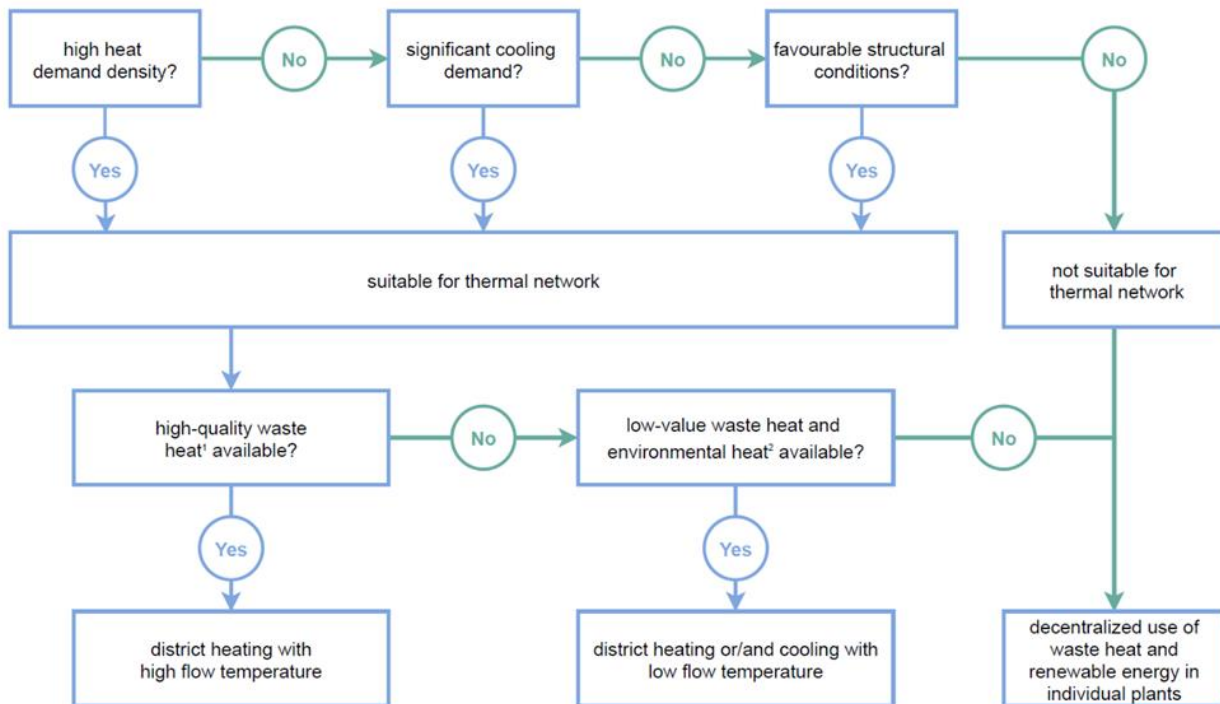 high heat
demand density?
No
significant cooling
demand?
No
favourable structural
conditions?
No
Yes
Yes
Yes
suitable for thermal network
not suitable for
thermal network
high-quality waste
heat¹ available?
No
low-value waste heat and
environmental heat² available?
No
Yes
Yes
district heating with
high flow temperature
district heating or/and cooling with
low flow temperature
decentralized use of
waste heat and
renewable energy in
individual plants